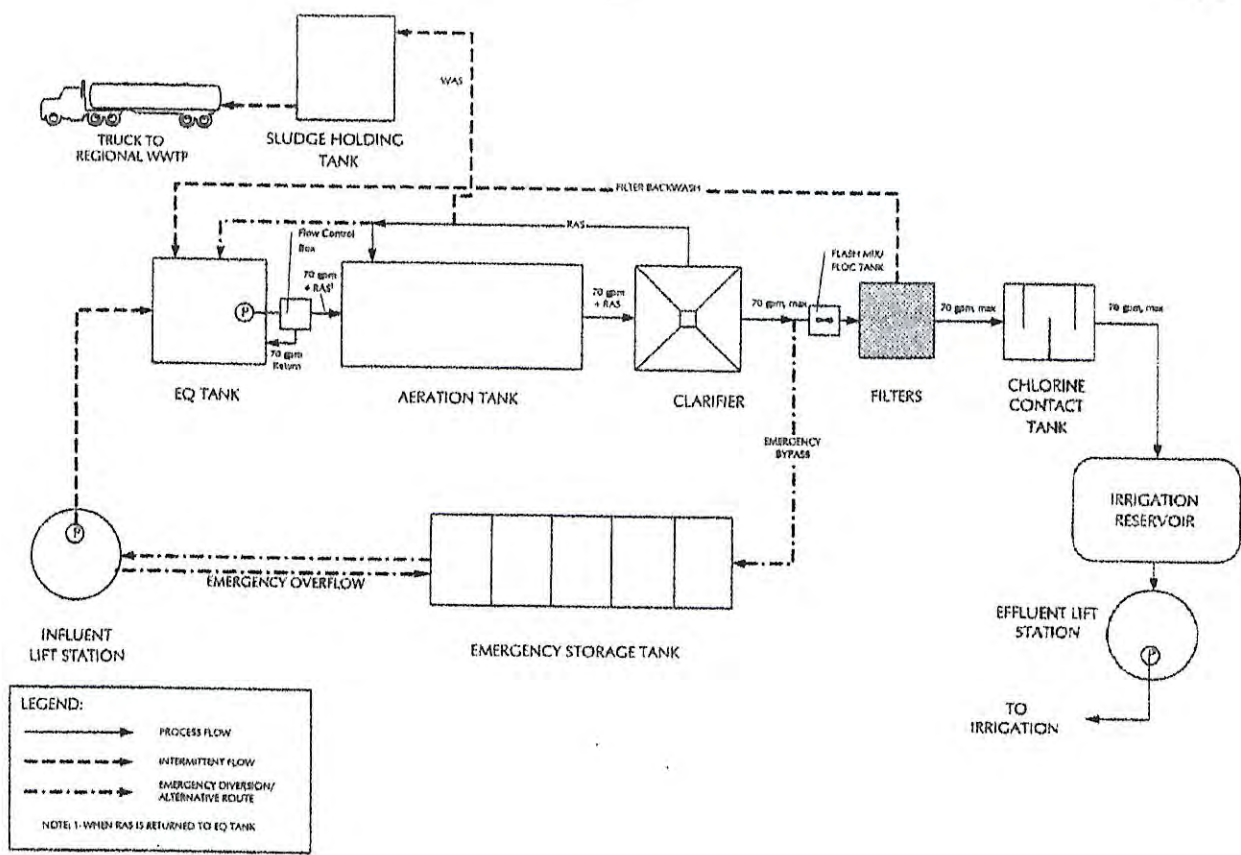 WAS
TRUCK TO
REGIONAL WWTP
SLUDGE HOLDING
TANK
FILTER BACKWASH
RAS
Flow Control
Box
FLASH MIX/
FLOC TANK
70 gpm
+ RAS¹
70 gpm
+ RAS
70 gpm, max
70 gpm, max
70 gpm, max
P
70 gpm
Return
EQ TANK
AERATION TANK
CLARIFIER
FILTERS
CHLORINE
CONTACT
TANK
EMERGENCY
BYPASS
IRRIGATION
RESERVOIR
P
EMERGENCY OVERFLOW
INFLUENT
LIFT STATION
EMERGENCY STORAGE TANK
EFFLUENT LIFT
STATION
P
TO
IRRIGATION
LEGEND:
PROCESS FLOW
INTERMITTENT FLOW
EMERGENCY DIVERSION/
ALTERNATIVE ROUTE
NOTE: 1-WHEN RAS IS RETURNED TO EQ TANK